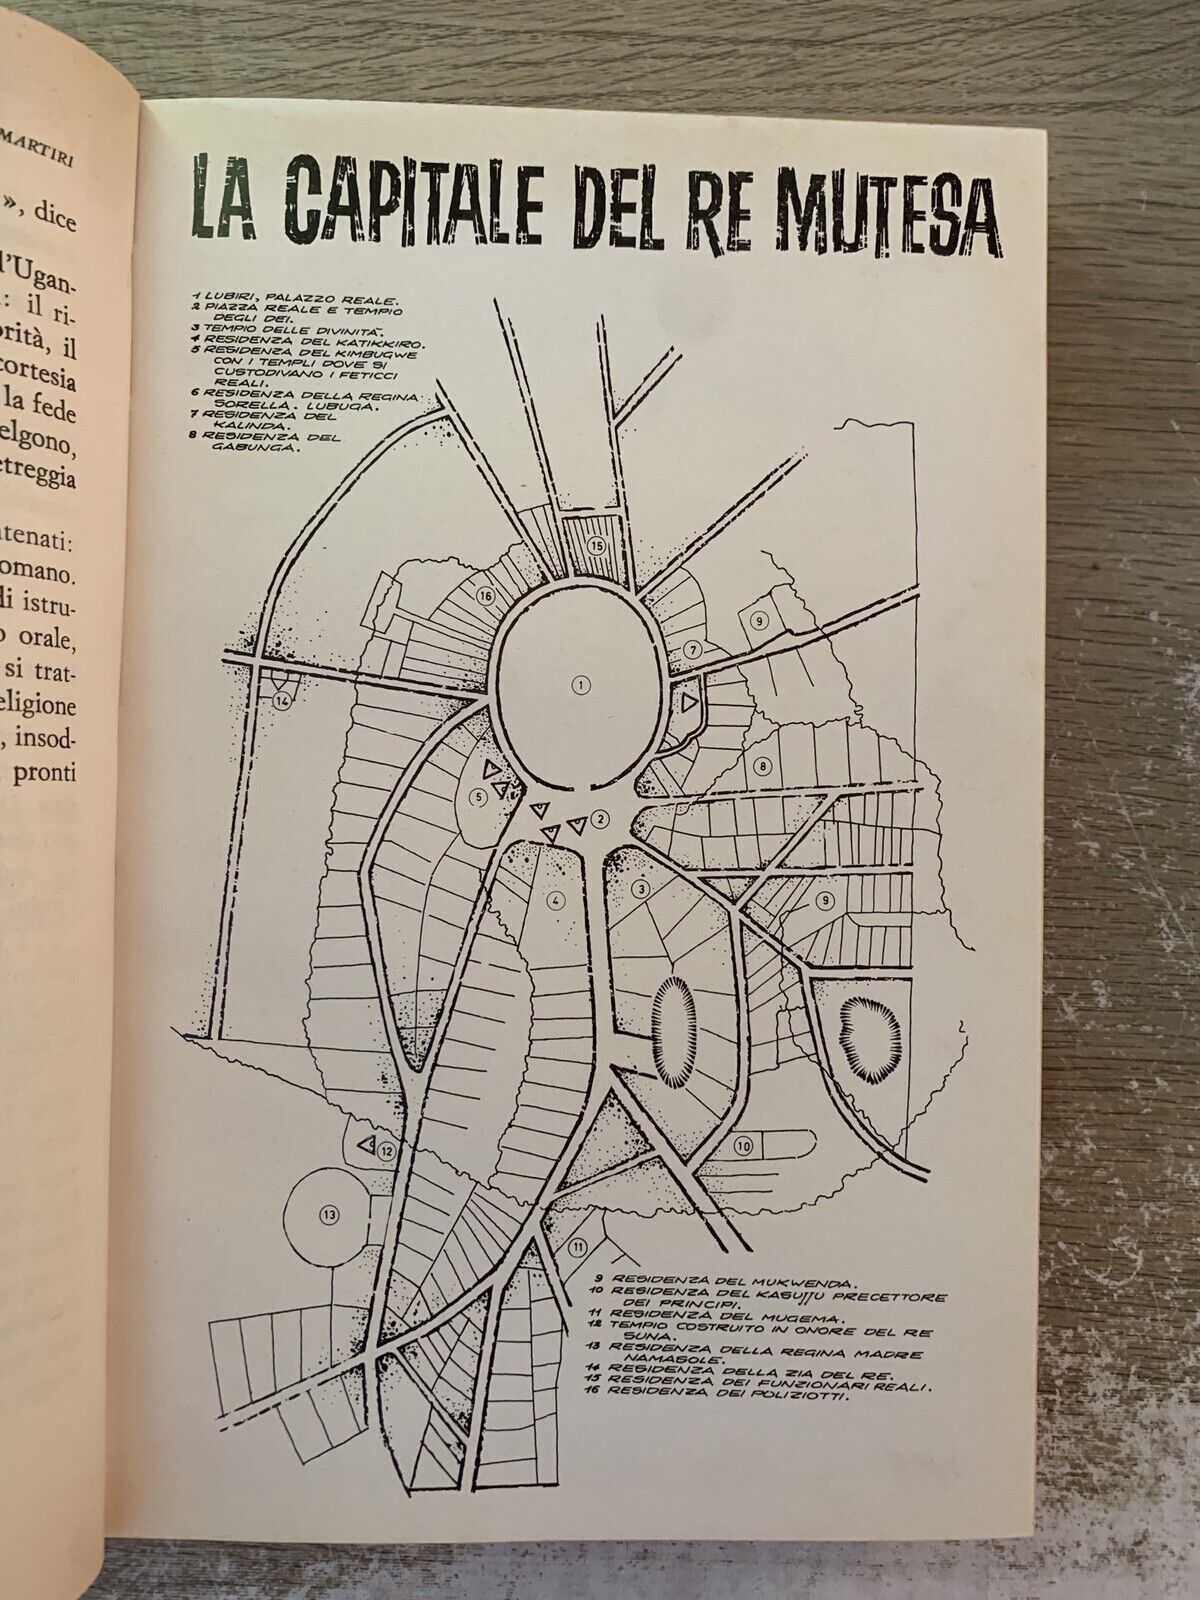 MARTIRI
», dice
l'Ugan-
: il ri-
orità, il
cortesia
la fede
elgono,
etreggia
tenati:
omano.
di istru-
o orale,
si trat-
eligione
, insod-
pronti
LA CAPITALE DEL RE MUTESA
1 LUBIRI, PALAZZO REALE.
2 PIAZZA REALE E TEMPIO
DEGLI DEI.
3 TEMPIO DELLE DIVINITÀ.
4 RESIDENZA DEL KATIKKIRO.
5 RESIDENZA DEL KIMBUGWE
CON I TEMPLI DOVE SI
CUSTODIVANO I FETICCI
REALI.
6 RESIDENZA DELLA REGINA
SORELLA. LUBUGA.
7 RESIDENZA DEL
KALINDA.
8 RESIDENZA DEL
GABUNGA.
15
16
9
7
1
14
8
5
2
4
3
9
12
10
13
11
9 RESIDENZA DEL MUKWENDA.
10 RESIDENZA DEL KASUJJU PRECETTORE
DEI PRINCIPI.
11 RESIDENZA DEL MUGEMA.
12 TEMPIO COSTRUITO IN ONORE DEL RE
SUNA.
13 RESIDENZA DELLA REGINA MADRE
NAMASOLE.
14 RESIDENZA DELLA ZIA DEL RE.
15 RESIDENZA DEI FUNZIONARI REALI.
16 RESIDENZA DEI POLIZIOTTI.